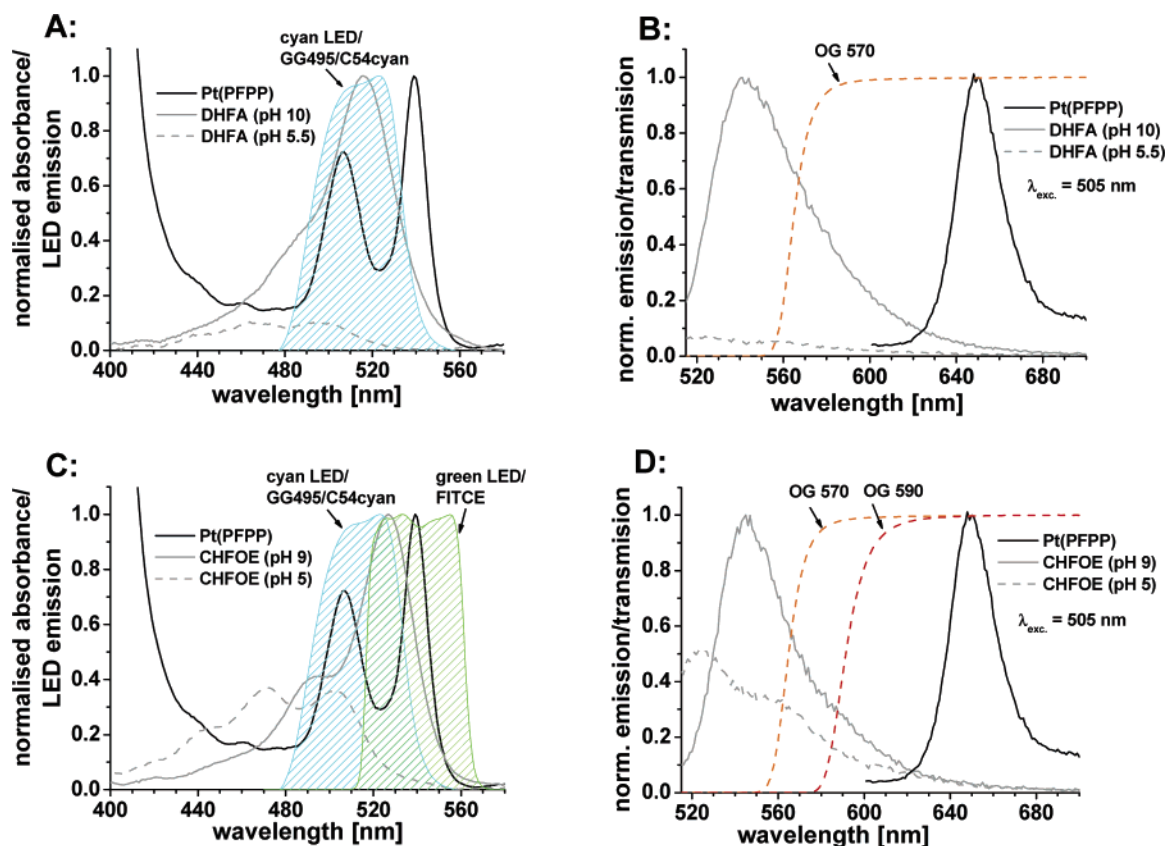 A:
cyan LED/
GG495/C54cyan
normalised absorbance/
LED emission
1.0
0.8
0.6
0.4
0.2
0.0
Pt(PFPP)
DHFA (pH 10)
DHFA (pH 5.5)
400 440 480 520 560
wavelength [nm]
B:
OG 570
norm. emission/transmision
1.0
0.8
0.6
0.4
0.2
0.0
Pt(PFPP)
DHFA (pH 10)
DHFA (pH 5.5)
λexc. = 505 nm
520 560 600 640 680
wavelength [nm]
C:
cyan LED/
GG495/C54cyan
green LED/
FITCE
normalised absorbance/
LED emission
1.0
0.8
0.6
0.4
0.2
0.0
Pt(PFPP)
CHFOE (pH 9)
CHFOE (pH 5)
400 440 480 520 560
wavelength [nm]
D:
OG 570
OG 590
norm. emission/transmission
1.0
0.8
0.6
0.4
0.2
0.0
Pt(PFPP)
CHFOE (pH 9)
CHFOE (pH 5)
λexc. = 505 nm
520 560 600 640 680
wavelength [nm]